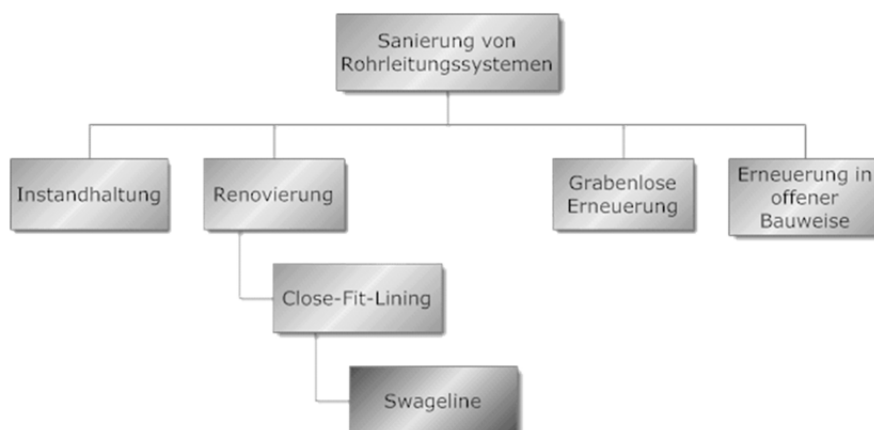 Sanierung von
Rohrleitungssystemen
Instandhaltung
Renovierung
Grabenlose
Erneuerung
Erneuerung in
offener
Bauweise
Close-Fit-Lining
Swageline